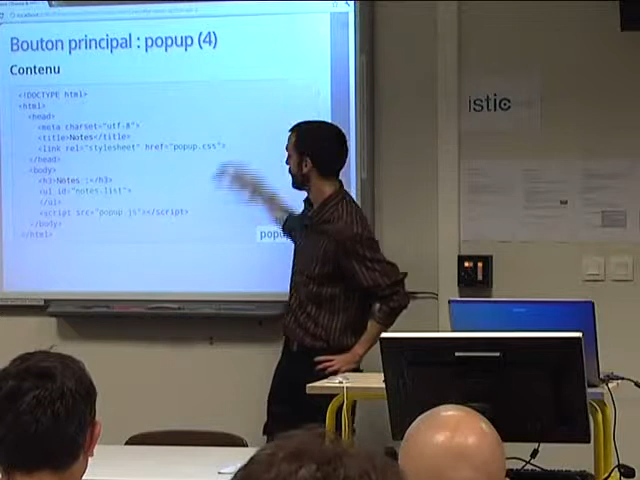 Bouton principal : popup (4)
Contenu
<!DOCTYPE html>
<html>
<head>
<meta charset="utf-8">
<title>Notes</title>
<link rel="stylesheet" href="popup.css">
</head>
<body>
<h3>Notes :</h3>
<ul id="notes.list">
</ul>
<script src="popup.js"></script>
</body>
</html>
popu
istic